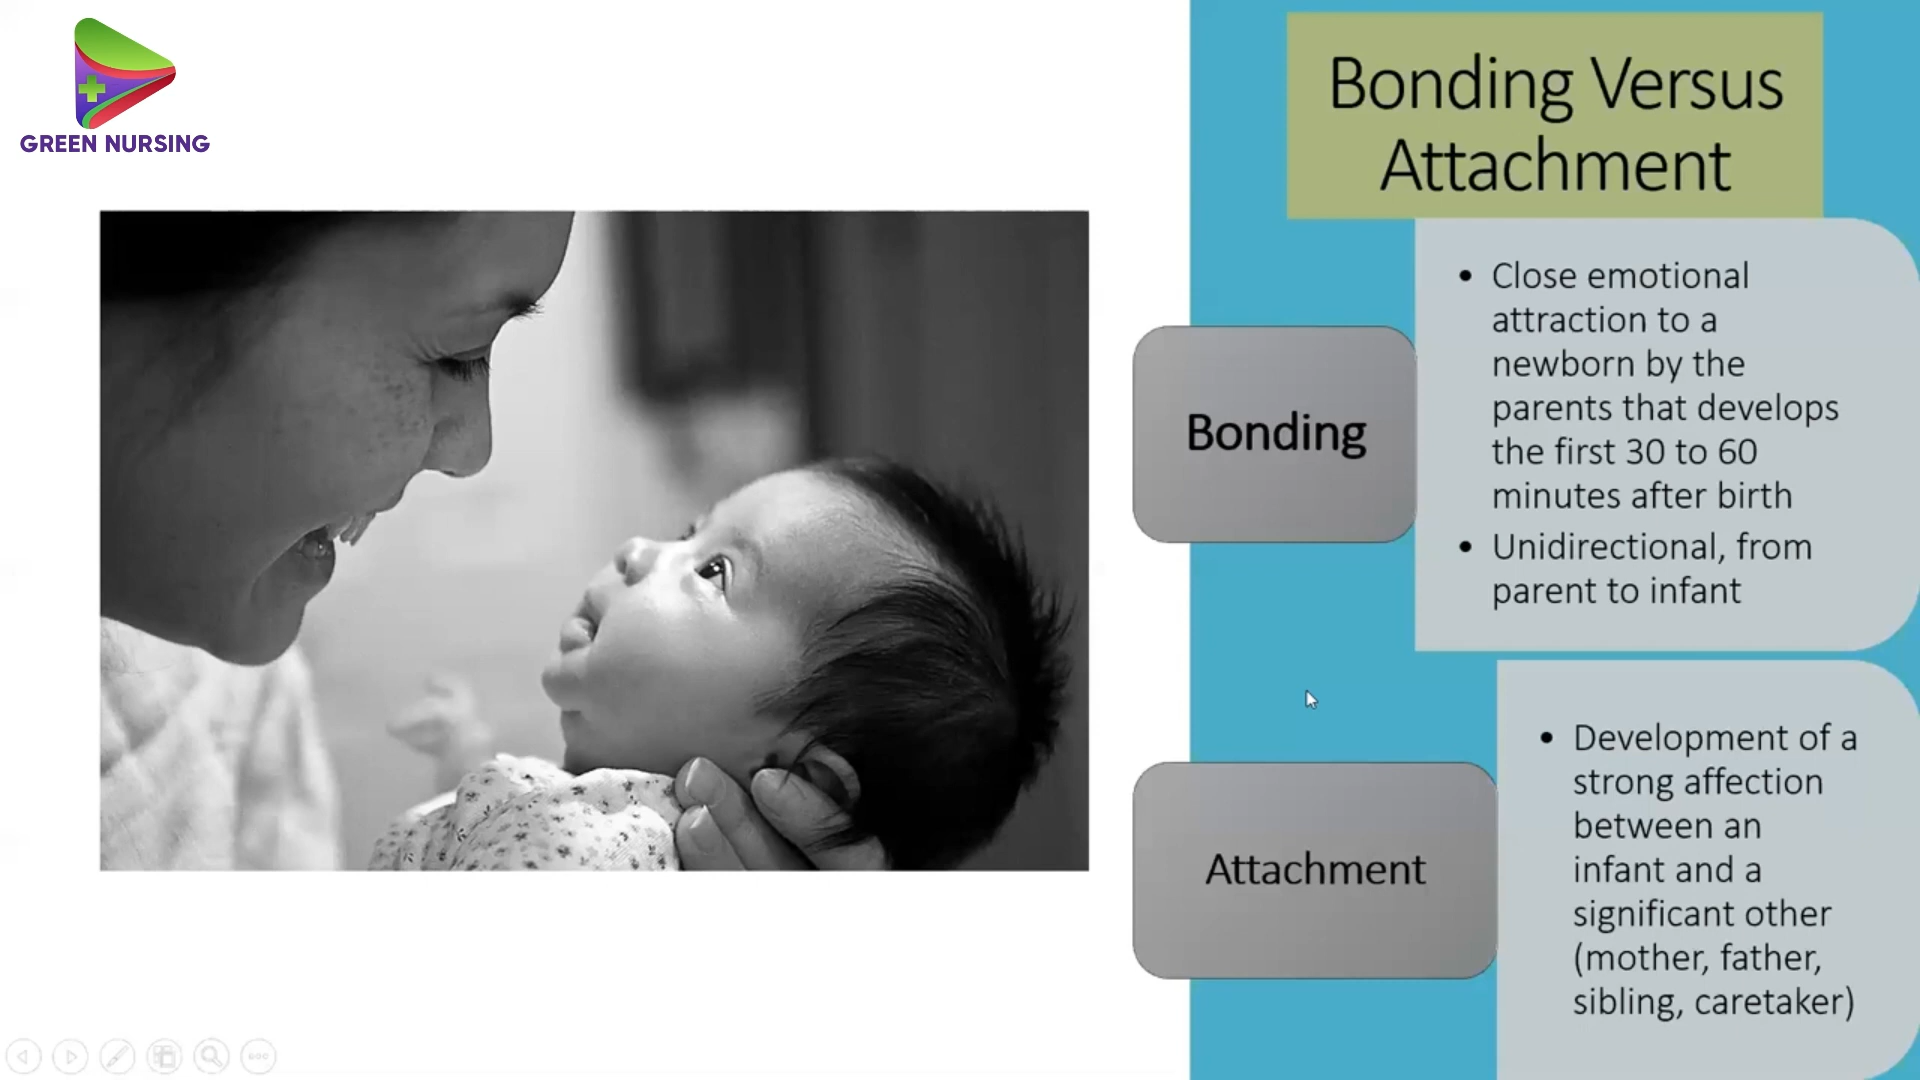 GREEN NURSING
Bonding Versus
Attachment
Bonding
• Close emotional
attraction to a
newborn by the
parents that develops
the first 30 to 60
minutes after birth
• Unidirectional, from
parent to infant
Attachment
• Development of a
strong affection
between an
infant and a
significant other
(mother, father,
sibling, caretaker)